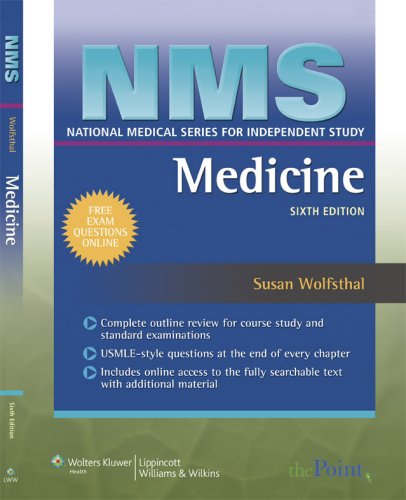 NMS
Wolfsthal
Medicine
Sixth Edition
LWW
NMS
NATIONAL MEDICAL SERIES FOR INDEPENDENT STUDY
Medicine
SIXTH EDITION
FREE
EXAM
QUESTIONS
ONLINE
Susan Wolfsthal
Complete outline review for course study and
standard examinations
USMLE-style questions at the end of every chapter
Includes online access to the fully searchable text
with additional material
Wolters Kluwer
Health
Lippincott
Williams & Wilkins
thePoint